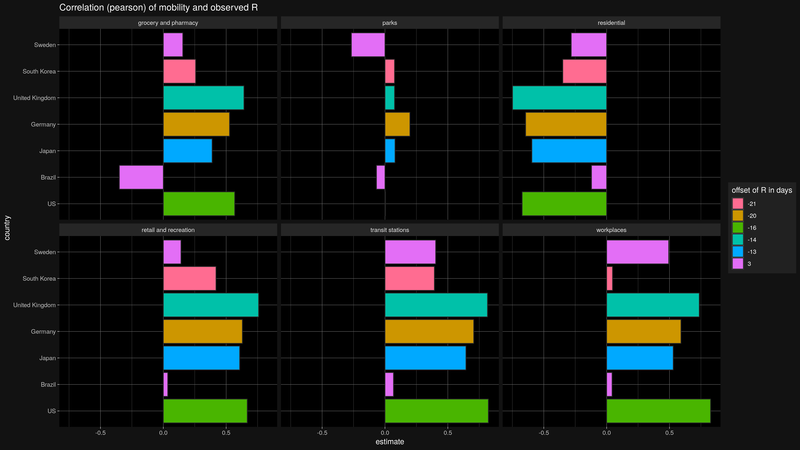 Correlation (pearson) of mobility and observed R
grocery and pharmacy
parks
residential
Sweden
South Korea
United Kingdom
Germany
Japan
Brazil
US
retail and recreation
transit stations
workplaces
Sweden
South Korea
United Kingdom
Germany
Japan
Brazil
US
-0.5 0.0 0.5
-0.5 0.0 0.5
-0.5 0.0 0.5
estimate
country
offset of R in days
-21
-20
-16
-14
-13
3